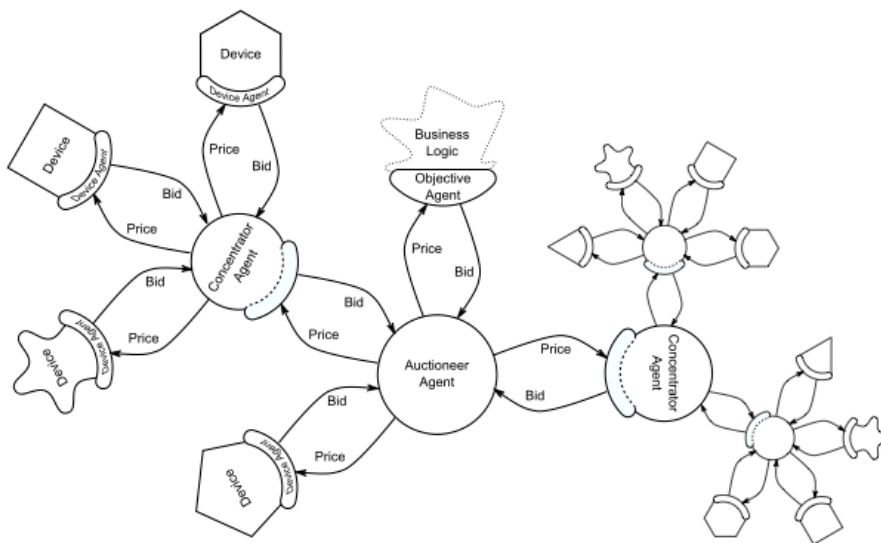 Device
Device Agent
Price
Bid
Device
Device Agent
Bid
Price
Concentrator
Agent
Bid
Price
Device Agent
Device
Bid
Price
Business
Logic
Objective
Agent
Price
Bid
Auctioneer
Agent
Price
Bid
Concentrator
Agent
Bid
Price
Device Agent
Device